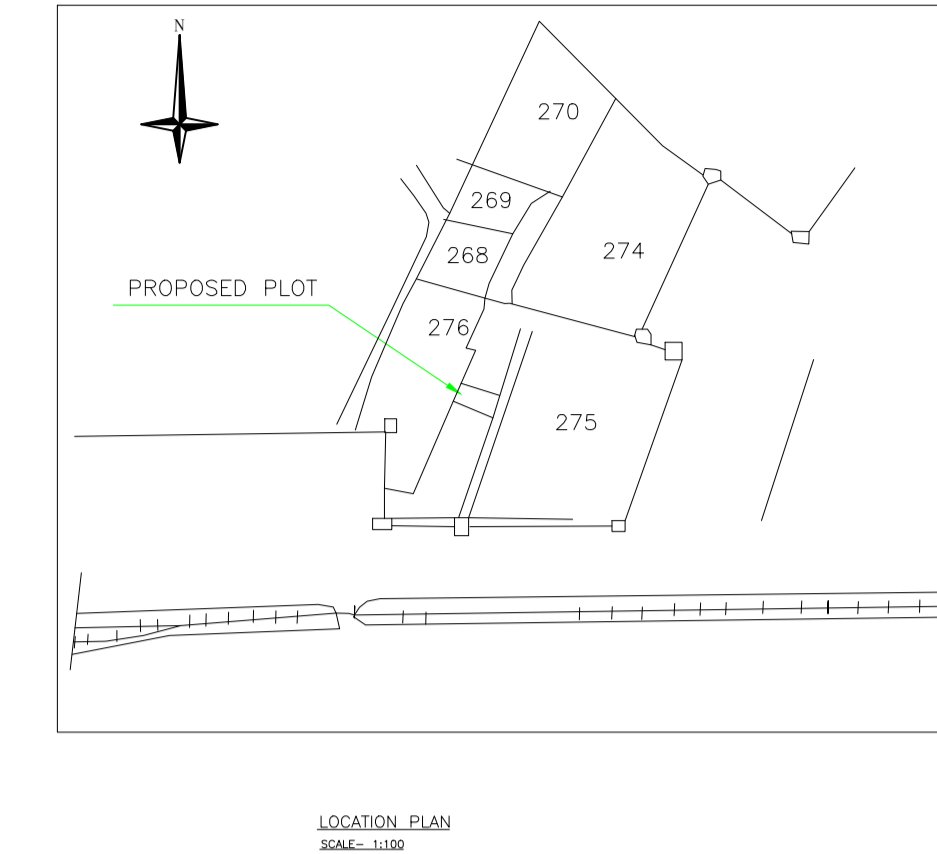 N
270
269
274
268
PROPOSED PLOT
276
275
LOCATION PLAN
SCALE- 1:100